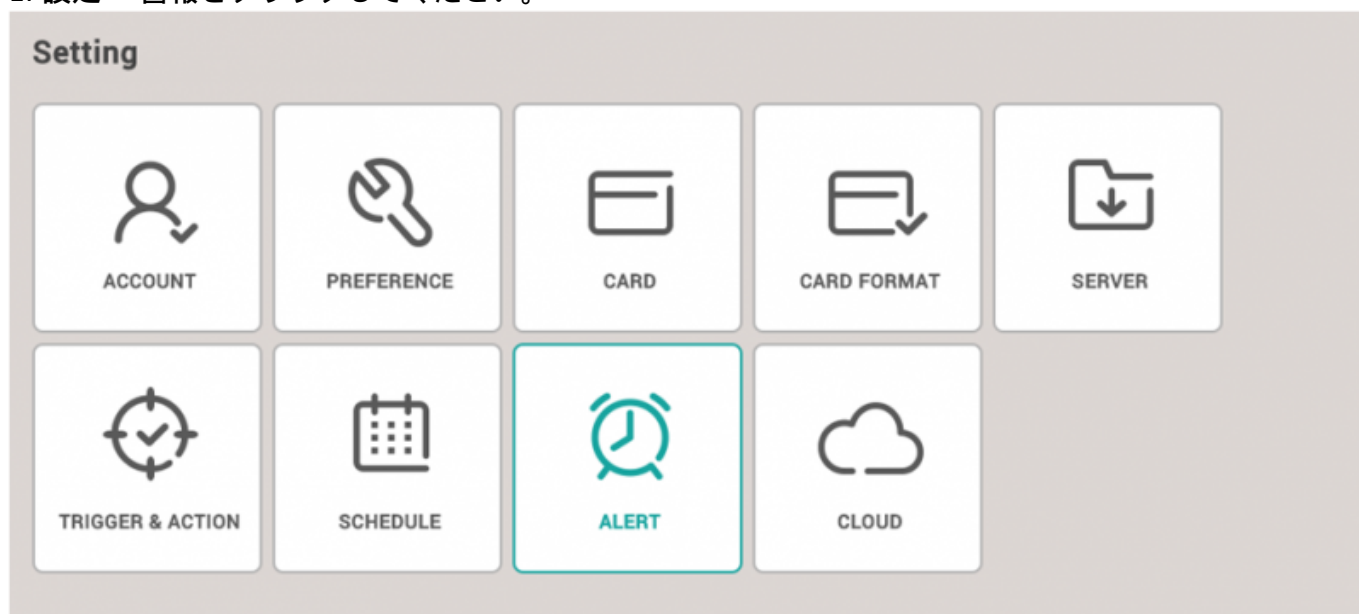 Setting
ACCOUNT
PREFERENCE
CARD
CARD FORMAT
SERVER
TRIGGER & ACTION
SCHEDULE
ALERT
CLOUD